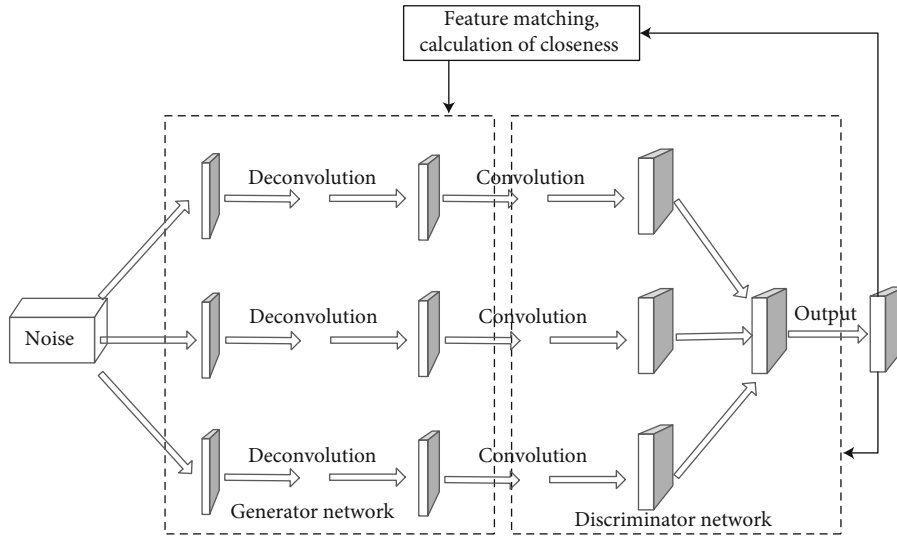 Feature matching,
calculation of closeness
Deconvolution
Convolution
Noise
Deconvolution
Convolution
Output
Deconvolution
Convolution
Generator network
Discriminator network